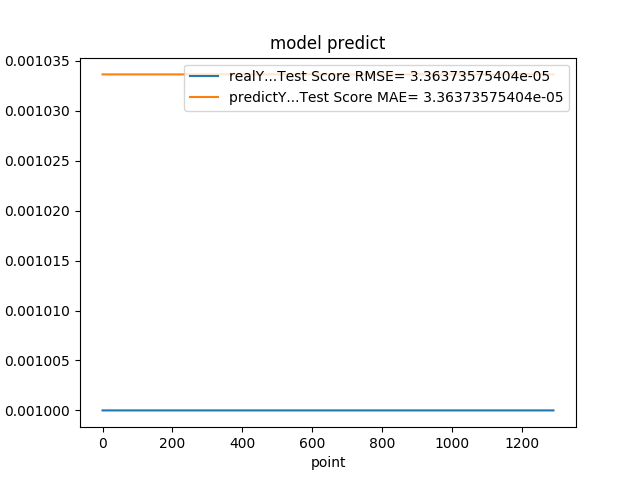 model predict
realY...Test Score RMSE= 3.36373575404e-05
predictY...Test Score MAE= 3.36373575404e-05
0.001035
0.001030
0.001025
0.001020
0.001015
0.001010
0.001005
0.001000
0 200 400 600 800 1000 1200
point